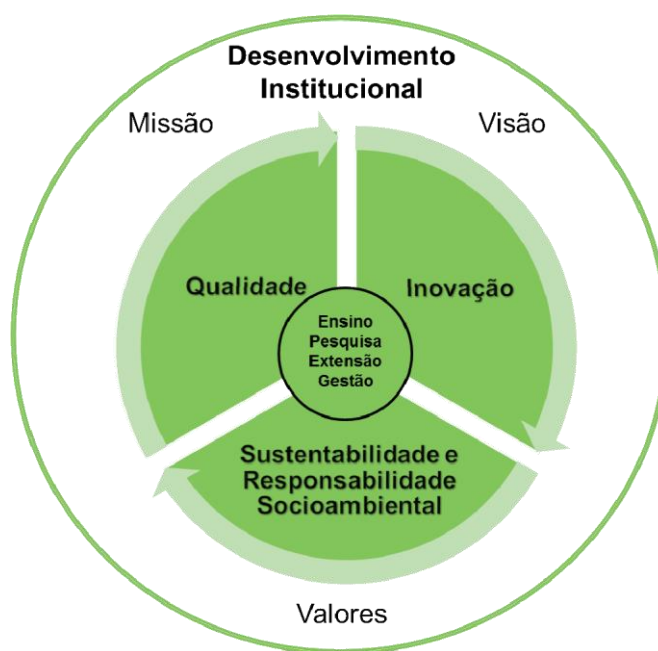 Desenvolvimento
Institucional
Missão
Visão
Qualidade
Inovação
Ensino
Pesquisa
Extensão
Gestão
Sustentabilidade e
Responsabilidade
Socioambiental
Valores